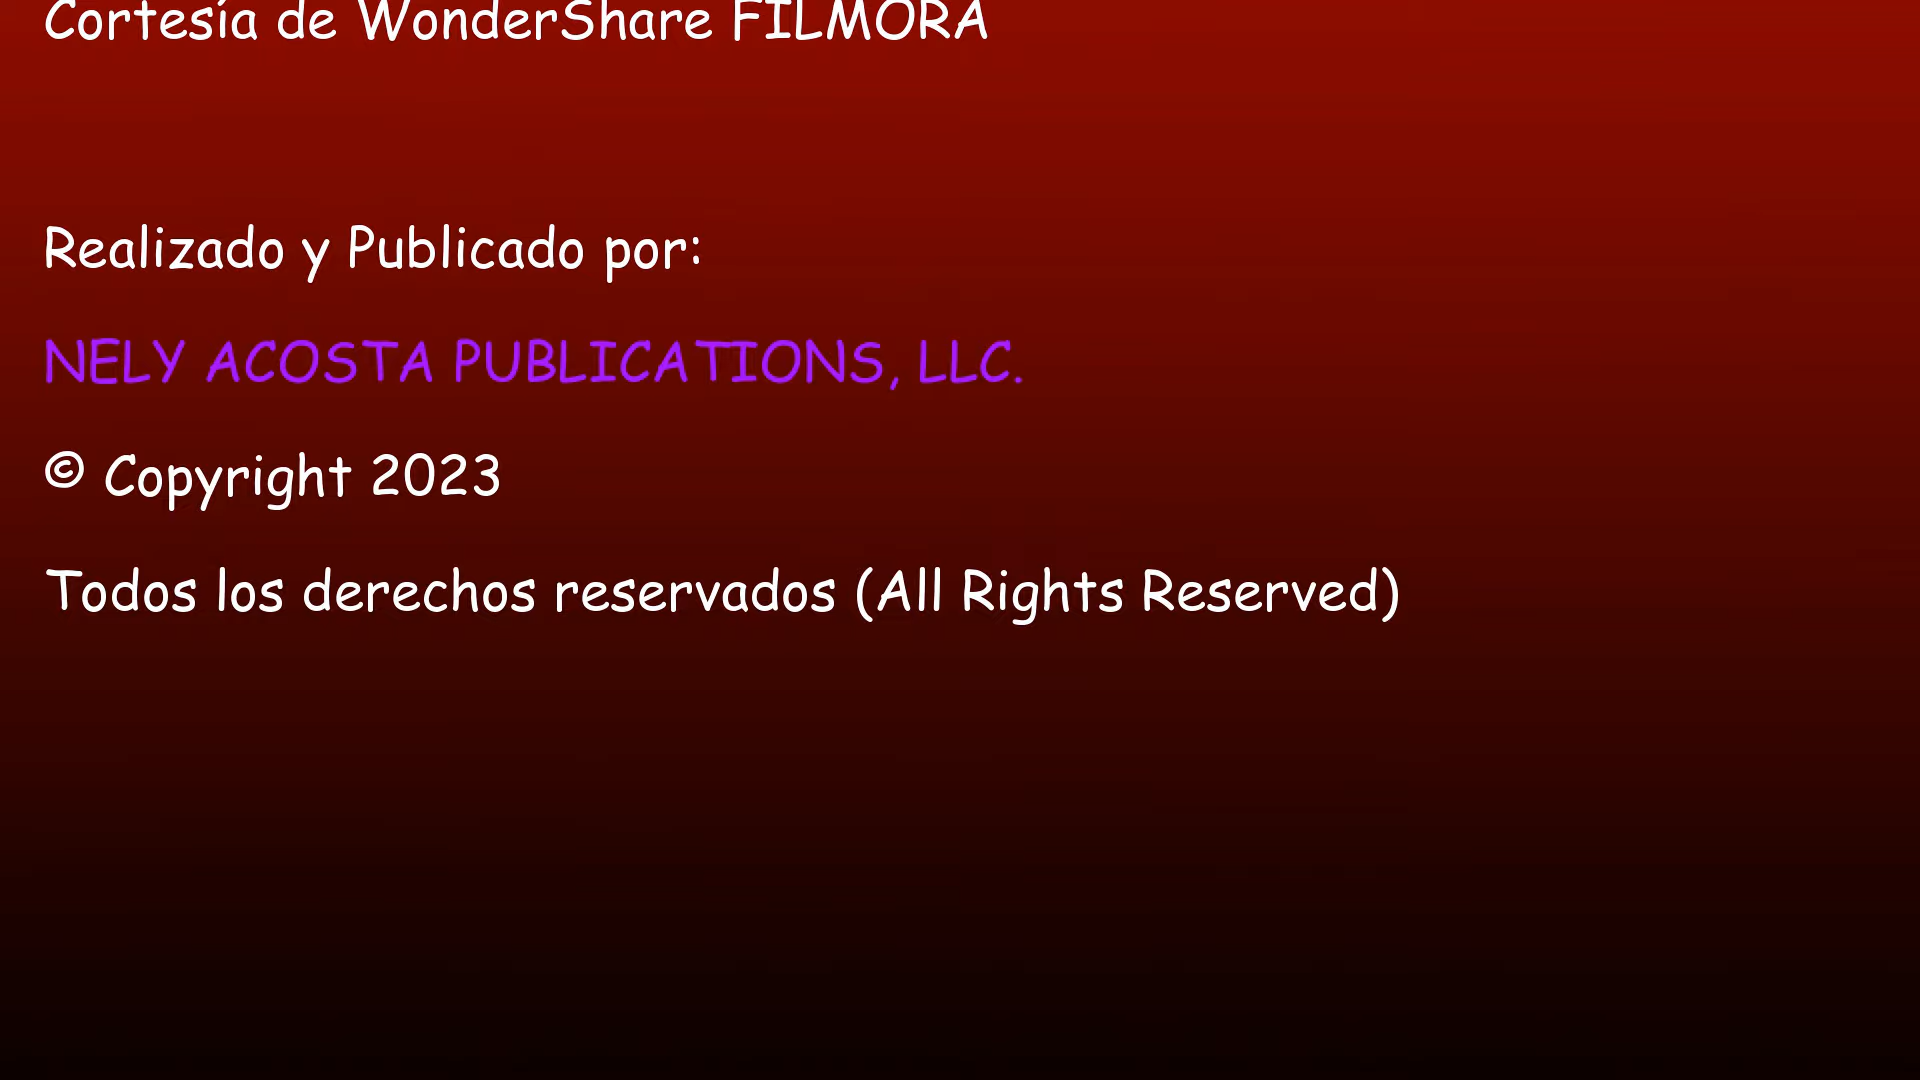 Cortesía de WonderShare FILMORA
Realizado y Publicado por:
NELY ACOSTA PUBLICATIONS, LLC.
© Copyright 2023
Todos los derechos reservados (All Rights Reserved)